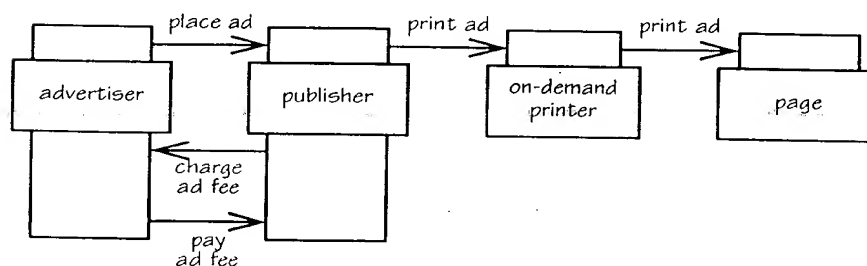 place ad
print ad
print ad
advertiser
publisher
on-demand
printer
page
charge
ad fee
pay
ad fee